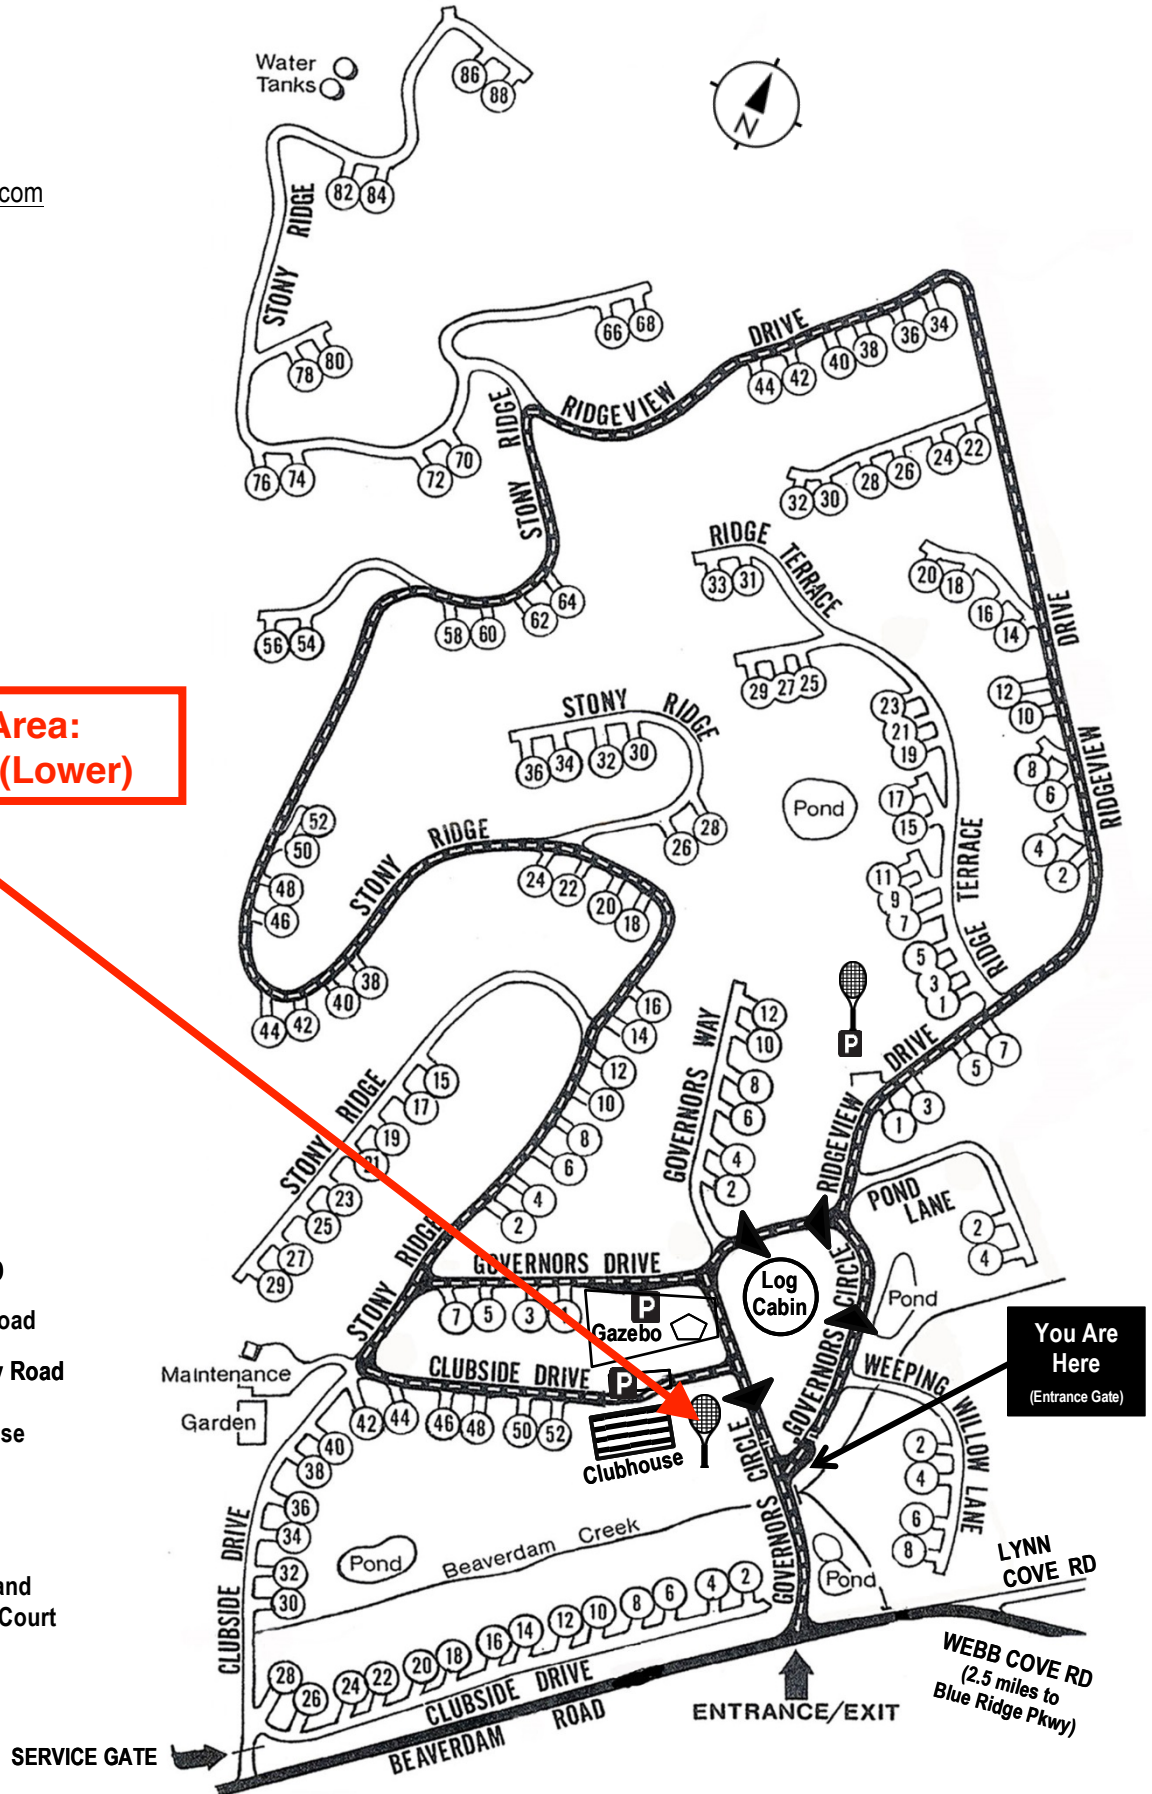 Water
Tanks
86
88
N
com
82
84
STONY RIDGE
78
80
66
68
RIDGEVIEW DRIVE
44
42
40
38
36
34
76
74
72
70
STONY RIDGE
32
30
28
26
24
22
RIDGE TERRACE
33
31
20
18
16
14
56
54
58
60
62
64
29
27
25
RIDGEVIEW DRIVE
12
10
8
6
4
2
23
21
19
17
15
11
9
7
5
3
1
RIDGE TERRACE
Pond
Area:
(Lower)
STONY RIDGE
36
34
32
30
28
26
STONY RIDGE
24
22
20
18
52
50
48
46
44
42
40
38
16
14
12
10
8
6
4
2
STONY RIDGE
15
17
19
21
23
25
27
29
GOVERNORS WAY
12
10
8
6
4
2
P
RIDGEVIEW DRIVE
7
5
3
1
POND LANE
2
4
STONY RIDGE
GOVERNORS DRIVE
7
5
3
1
P
Gazebo
Log
Cabin
GOVERNORS CIRCLE
Pond
oad
Road
se
and
Court
You Are
Here
(Entrance Gate)
Maintenance
Garden
CLUBSIDE DRIVE
P
42
44
46
48
50
52
Clubhouse
GOVERNORS CIRCLE
WEEPING WILLOW LANE
2
4
6
8
40
38
36
34
32
30
CLUBSIDE DRIVE
Pond
Beaverdam Creek
Pond
LYNN
COVE RD
28
26
24
22
20
18
16
14
12
10
8
6
4
2
CLUBSIDE DRIVE
BEAVERDAM ROAD
WEBB COVE RD
(2.5 miles to
Blue Ridge Pkwy)
ENTRANCE/EXIT
SERVICE GATE